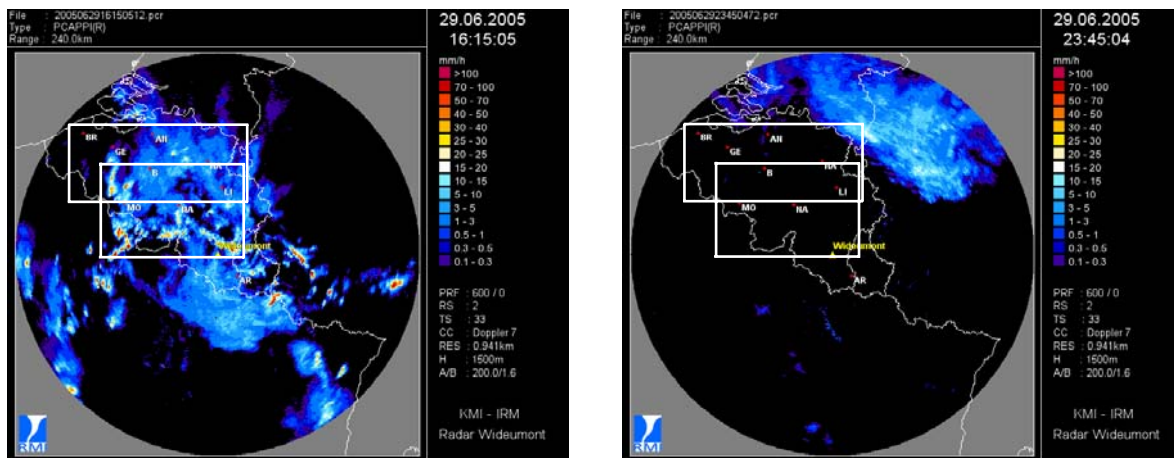 File : 2005062916150512.pcr
Type : PCAPPI(R)
Range : 240.0km
29.06.2005
16:15:05
mm/h
>100
70 - 100
50 - 70
40 - 50
30 - 40
25 - 30
20 - 25
15 - 20
10 - 15
5 - 10
3 - 5
1 - 3
0.5 - 1
0.3 - 0.5
0.1 - 0.3
PRF : 600 / 0
RS : 2
TS : 33
CC : Doppler 7
RES : 0.941km
H : 1500m
A/B : 200.0/1.6
KMI - IRM
Radar Wideumont
BR
AN
GE
HA
B
LI
MO
NA
Wideumont
AR
RMI
File : 2005062923450472.pcr
Type : PCAPPI(R)
Range : 240.0km
29.06.2005
23:45:04
mm/h
>100
70 - 100
50 - 70
40 - 50
30 - 40
25 - 30
20 - 25
15 - 20
10 - 15
5 - 10
3 - 5
1 - 3
0.5 - 1
0.3 - 0.5
0.1 - 0.3
PRF : 600 / 0
RS : 2
TS : 33
CC : Doppler 7
RES : 0.941km
H : 1500m
A/B : 200.0/1.6
KMI - IRM
Radar Wideumont
BR
AN
GE
HA
B
LI
MO
NA
Wideumont
AR
RMI